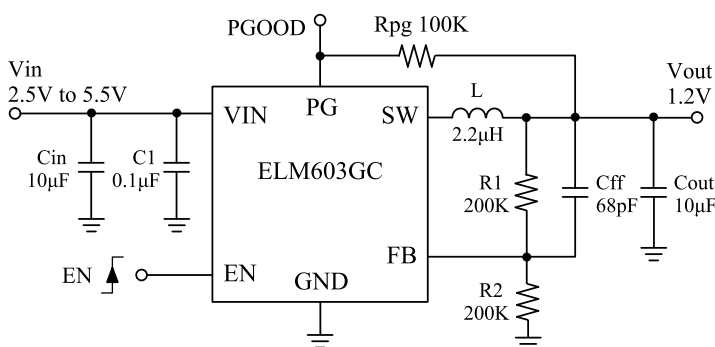 PGOOD
Rpg 100K
Vin
2.5V to 5.5V
Vout
1.2V
VIN
PG
SW
L
2.2μH
Cin
10μF
C1
0.1μF
ELM603GC
R1
200K
Cff
68pF
Cout
10μF
EN
EN
GND
FB
R2
200K